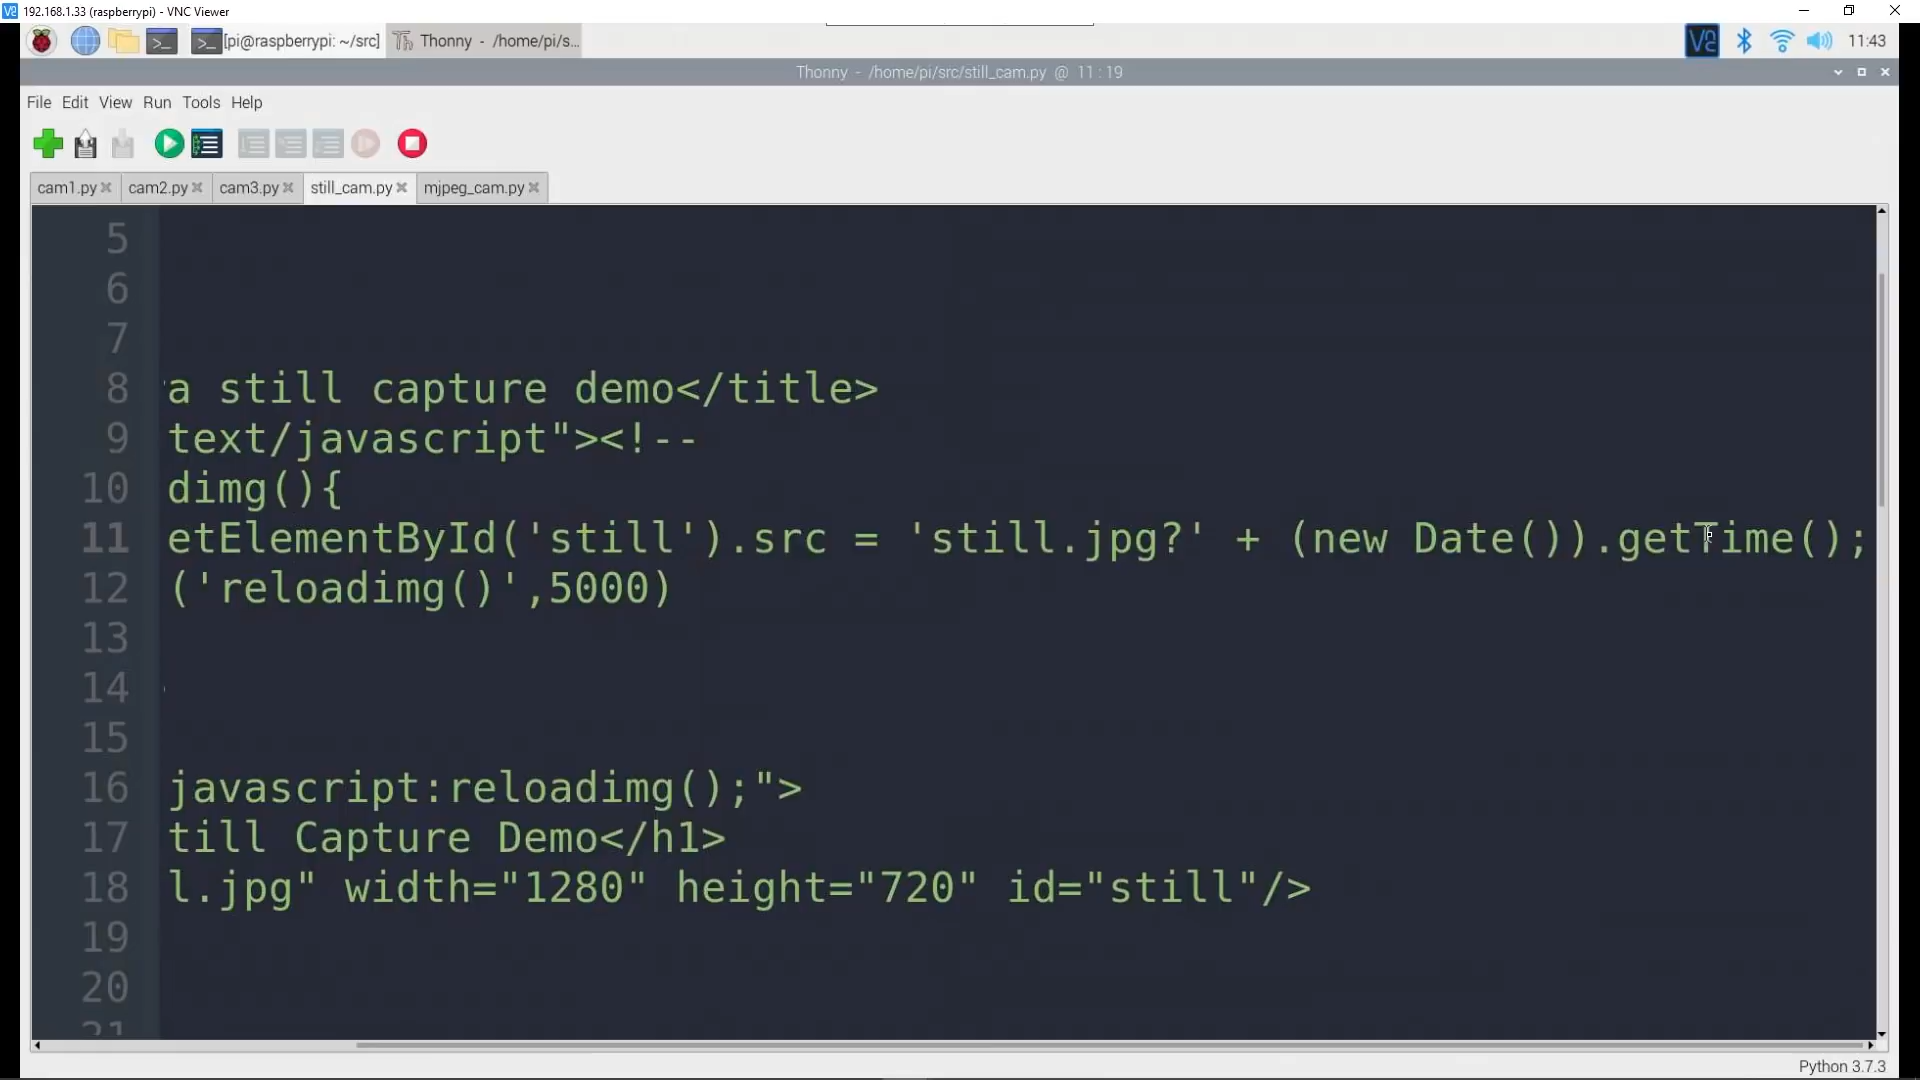 192.168.1.33 (raspberrypi) - VNC Viewer
[pi@raspberrypi: ~/src] Thonny - /home/pi/s... 11:43
Thonny - /home/pi/src/still_cam.py @ 11:19
File Edit View Run Tools Help
cam1.py cam2.py cam3.py still_cam.py mjpeg_cam.py
5
6
7
8 a still capture demo</title>
9 text/javascript"><!--
10 dimg(){
11 etElementById('still').src = 'still.jpg?' + (new Date()).getTime();
12 ('reloadimg()',5000)
13
14
15
16 javascript:reloadimg();">
17 till Capture Demo</h1>
18 l.jpg" width="1280" height="720" id="still"/>
19
20
21
Python 3.7.3